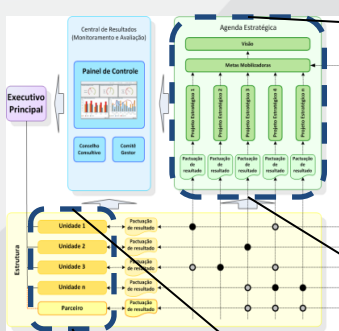 Central de Resultados
(Monitoramento e Avaliação)
Painel de Controle
Conselho
Consultivo
Comitê
Gestor
Executivo
Principal
Agenda Estratégica
Visão
Metas Mobilizadoras
Projeto Estratégico 1
Projeto Estratégico 2
Projeto Estratégico 3
Projeto Estratégico 4
Projeto Estratégico n
Pactuação
de
resultado
Pactuação
de
resultado
Pactuação
de
resultado
Pactuação
de
resultado
Pactuação
de
resultado
Estrutura
Unidade 1
Pactuação
de resultado
Unidade 2
Pactuação
de resultado
Unidade 3
Pactuação
de resultado
Unidade n
Pactuação
de resultado
Parceiro
Pactuação
de resultado